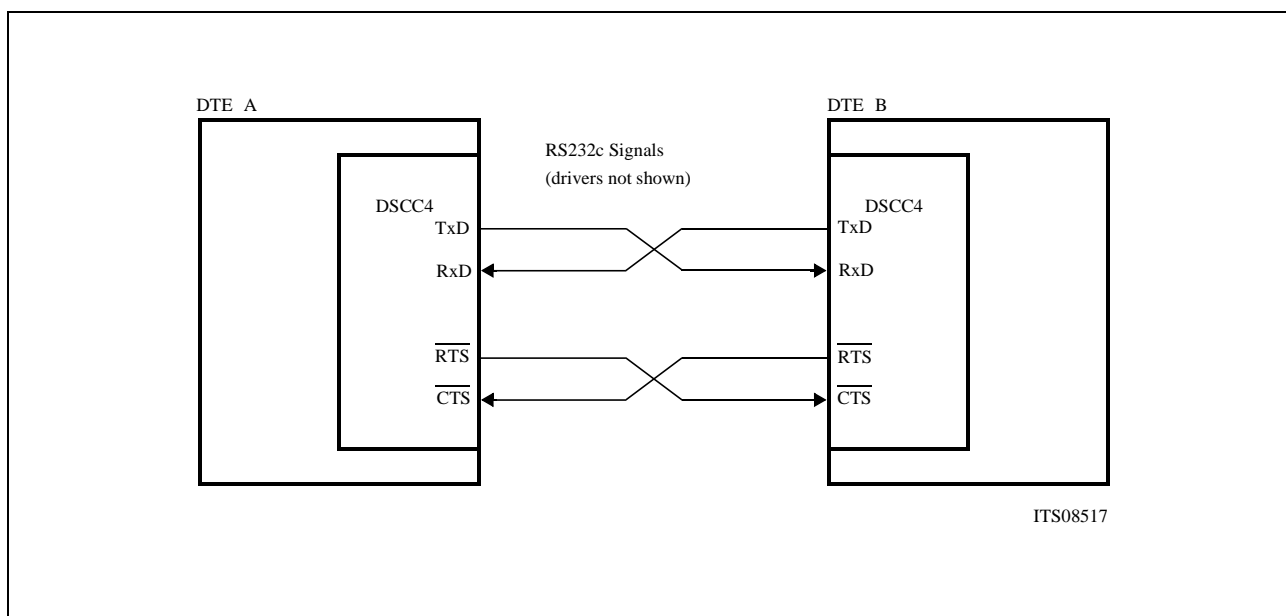 DTE A
DTE B
RS232c Signals
(drivers not shown)
DSCC4
DSCC4
TxD
TxD
RxD
RxD
RTS
RTS
CTS
CTS
ITS08517